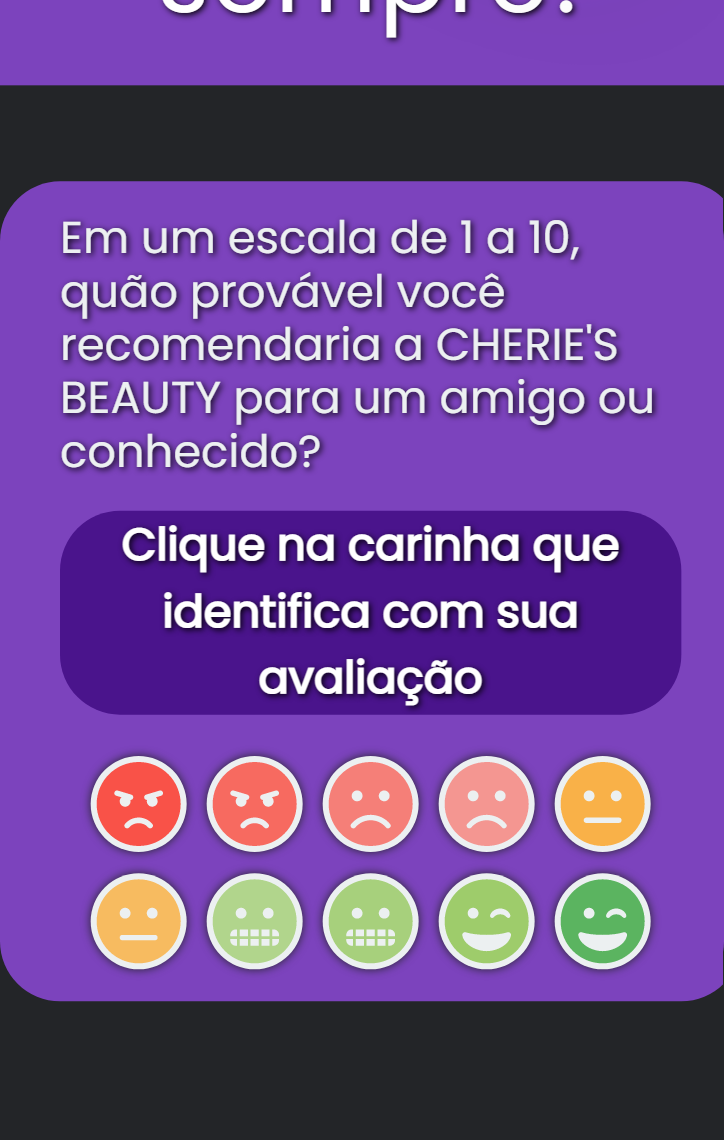 Em um escala de 1 a 10,
quão provável você
recomendaria a CHERIE'S
BEAUTY para um amigo ou
conhecido?
Clique na carinha que
identifica com sua
avaliação